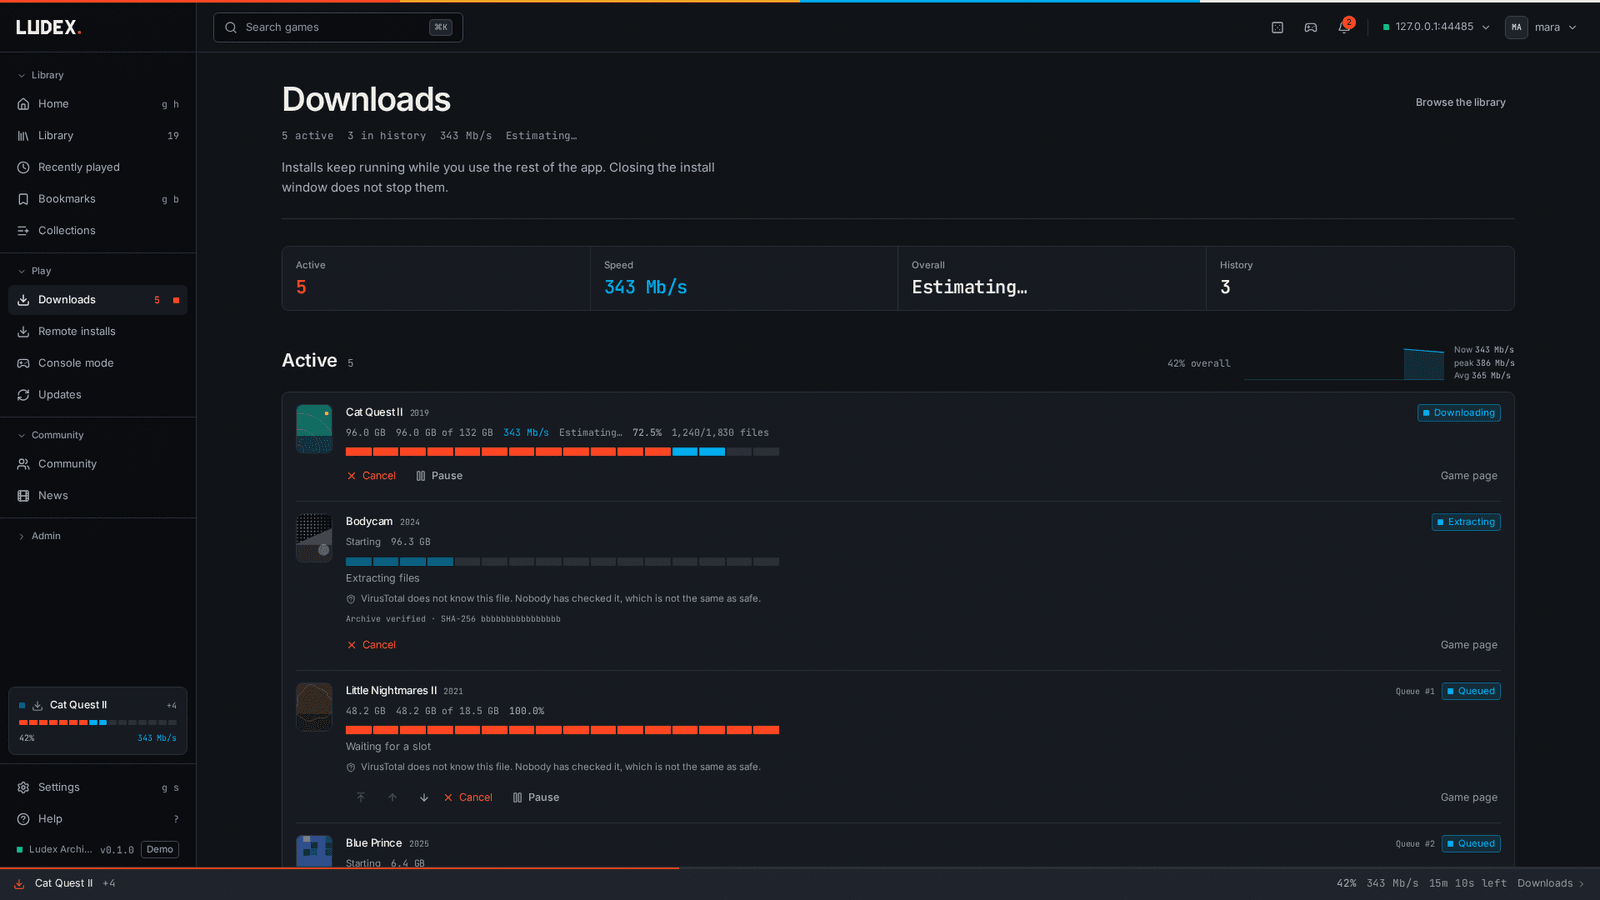 LUDEX.
Search games
⌘K
2
127.0.0.1:44485
MA
mara
Library
Home
g h
Library
19
Recently played
Bookmarks
g b
Collections
Play
Downloads
5
Remote installs
Console mode
Updates
Community
Community
News
Admin
Cat Quest II
+4
42%
343 Mb/s
Settings
g s
Help
?
Ludex Archi…
v0.1.0
Demo
Downloads
Browse the library
5 active 3 in history 343 Mb/s Estimating…
Installs keep running while you use the rest of the app. Closing the install
window does not stop them.
Active
5
Speed
343 Mb/s
Overall
Estimating…
History
3
Active 5
42% overall
Now 343 Mb/s
peak 386 Mb/s
Avg 365 Mb/s
Cat Quest II 2019
Downloading
96.0 GB 96.0 GB of 132 GB 343 Mb/s Estimating… 72.5% 1,240/1,830 files
Cancel
Pause
Game page
Bodycam 2024
Extracting
Starting 96.3 GB
Extracting files
VirusTotal does not know this file. Nobody has checked it, which is not the same as safe.
Archive verified · SHA-256 bbbbbbbbbbbbbbbb
Cancel
Game page
Little Nightmares II 2021
Queue #1
Queued
48.2 GB 48.2 GB of 18.5 GB 100.0%
Waiting for a slot
VirusTotal does not know this file. Nobody has checked it, which is not the same as safe.
Cancel
Pause
Game page
Blue Prince 2025
Queue #2
Queued
Starting 6.4 GB
Cat Quest II +4
42% 343 Mb/s 15m 10s left Downloads